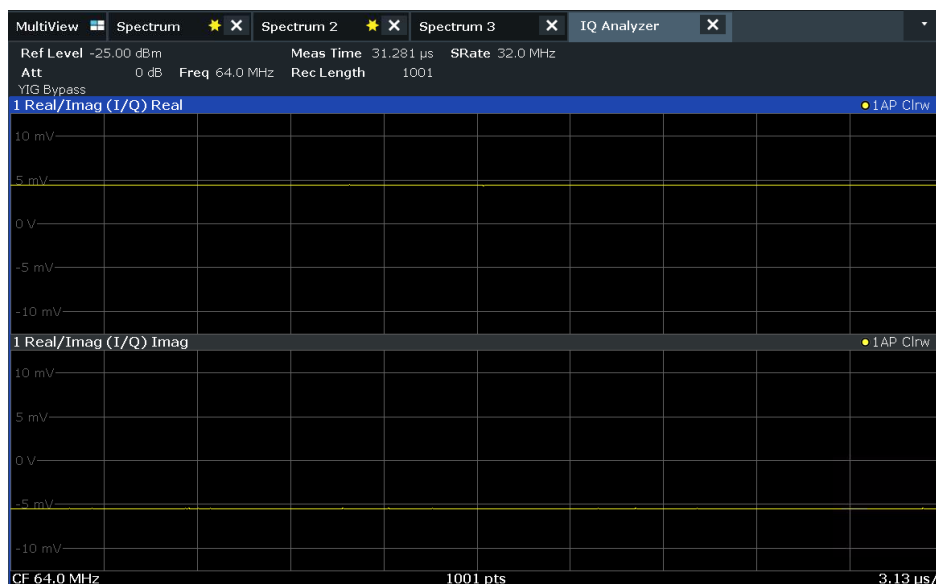 MultiView Spectrum Spectrum 2 Spectrum 3 IQ Analyzer
Ref Level -25.00 dBm Meas Time 31.281 µs SRate 32.0 MHz
Att 0 dB Freq 64.0 MHz Rec Length 1001
YIG Bypass
1 Real/Imag (I/Q) Real 1AP Clrw
10 mV
5 mV
0 V
-5 mV
-10 mV
1 Real/Imag (I/Q) Imag 1AP Clrw
10 mV
5 mV
0 V
-5 mV
-10 mV
CF 64.0 MHz 1001 pts 3.13 µs/